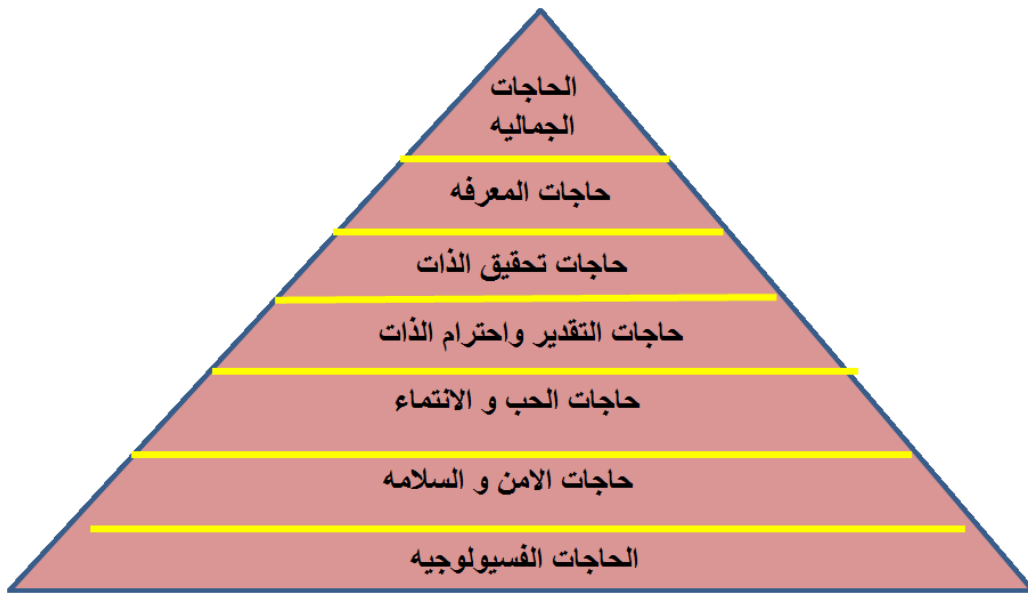 الحاجات
الجماليه
حاجات المعرفه
حاجات تحقيق الذات
حاجات التقدير واحترام الذات
حاجات الحب و الانتماء
حاجات الامن و السلامه
الحاجات الفسيولوجيه